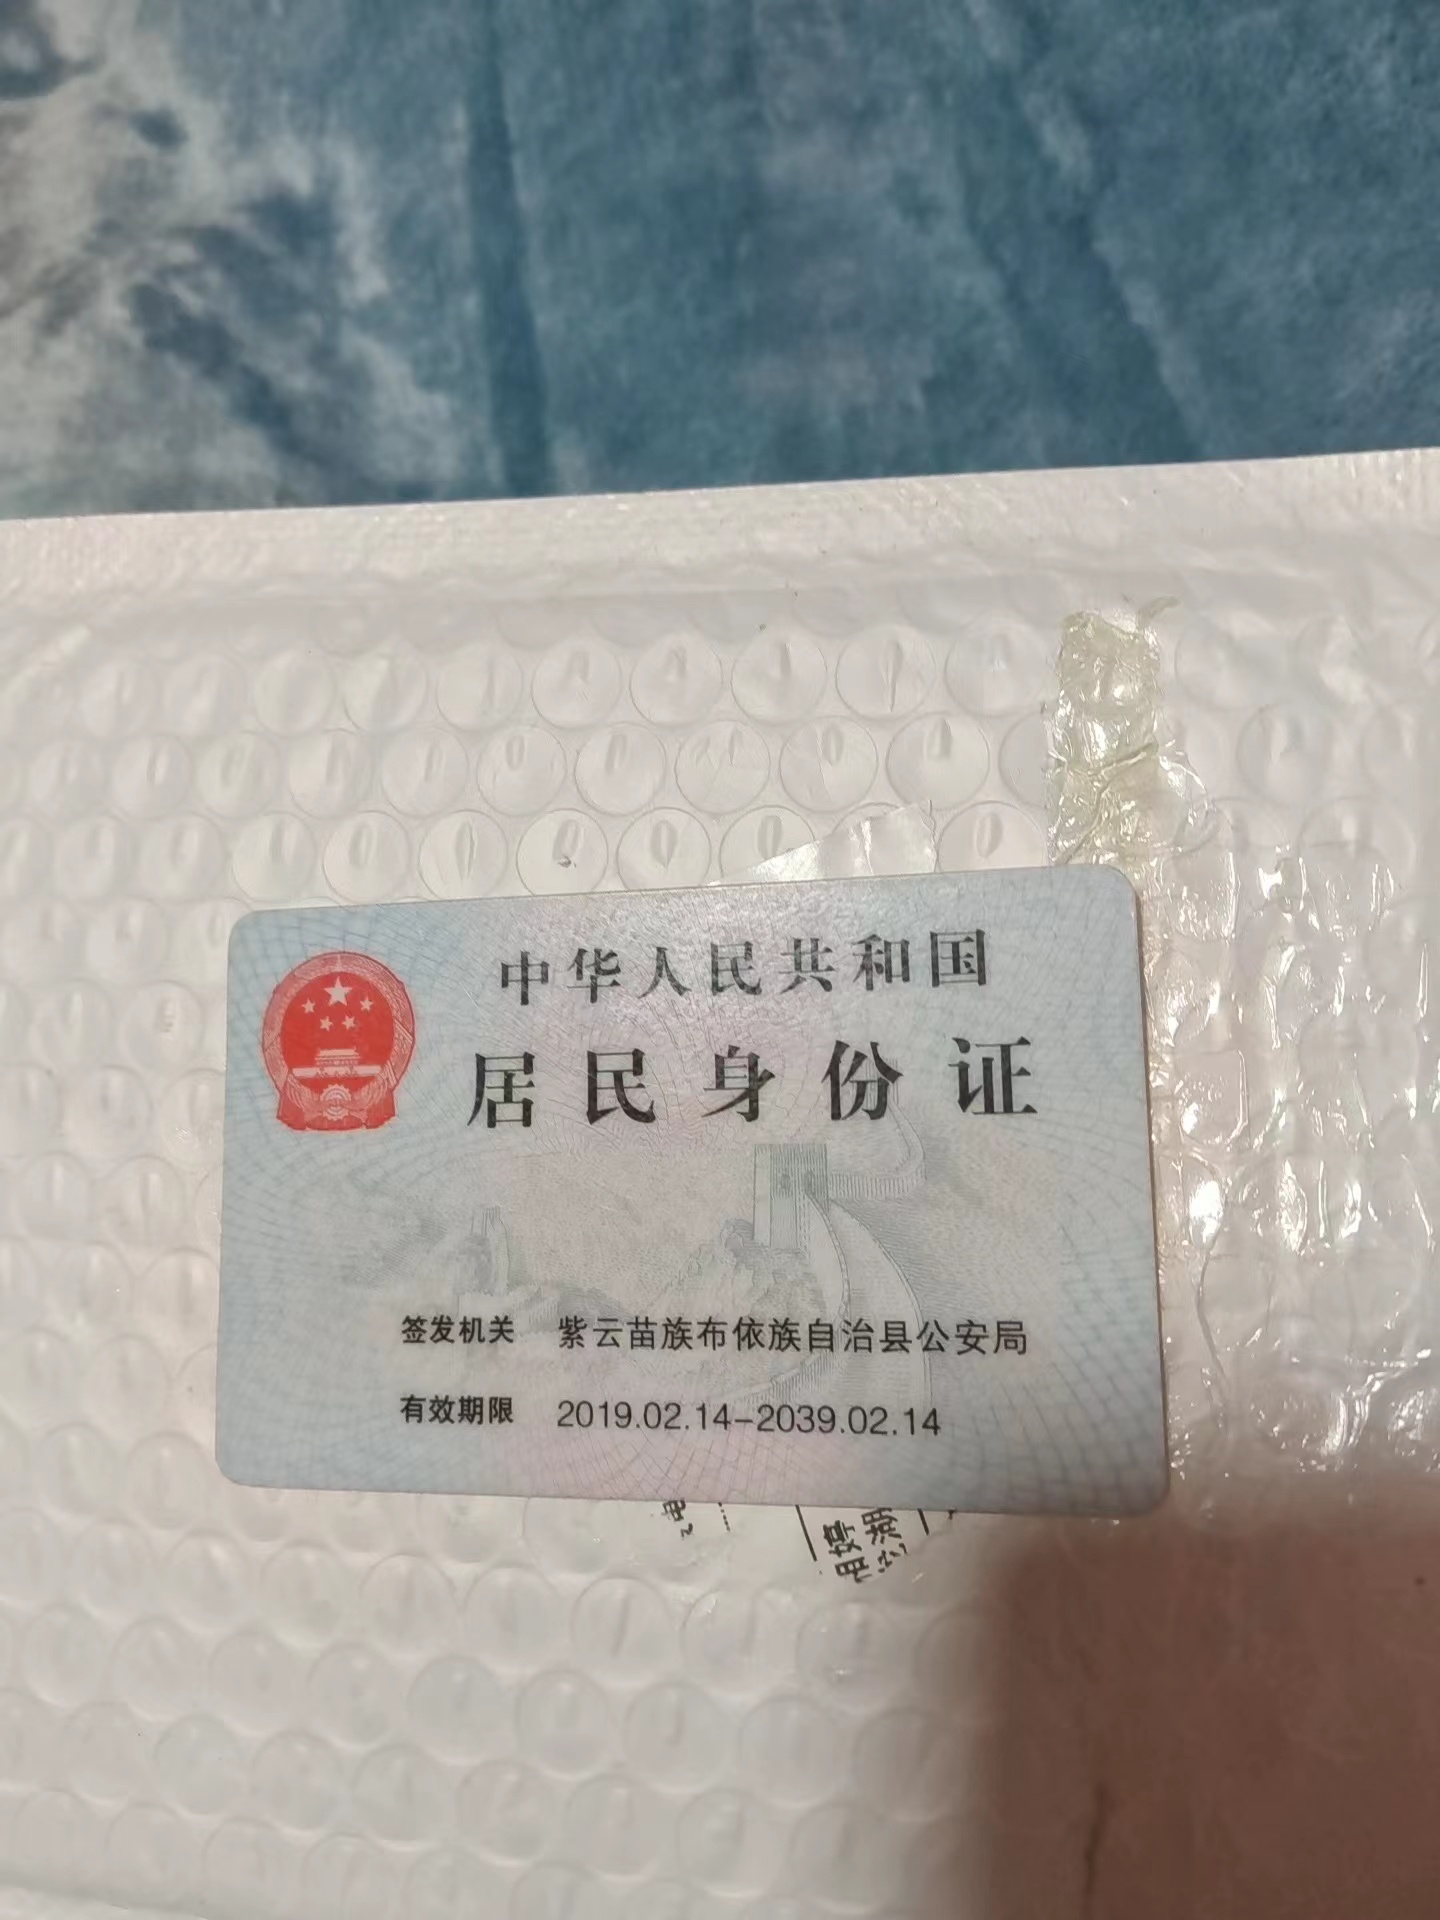 中华人民共和国
居民身份证
签发机关 紫云苗族布依族自治县公安局
有效期限 2019.02.14-2039.02.14